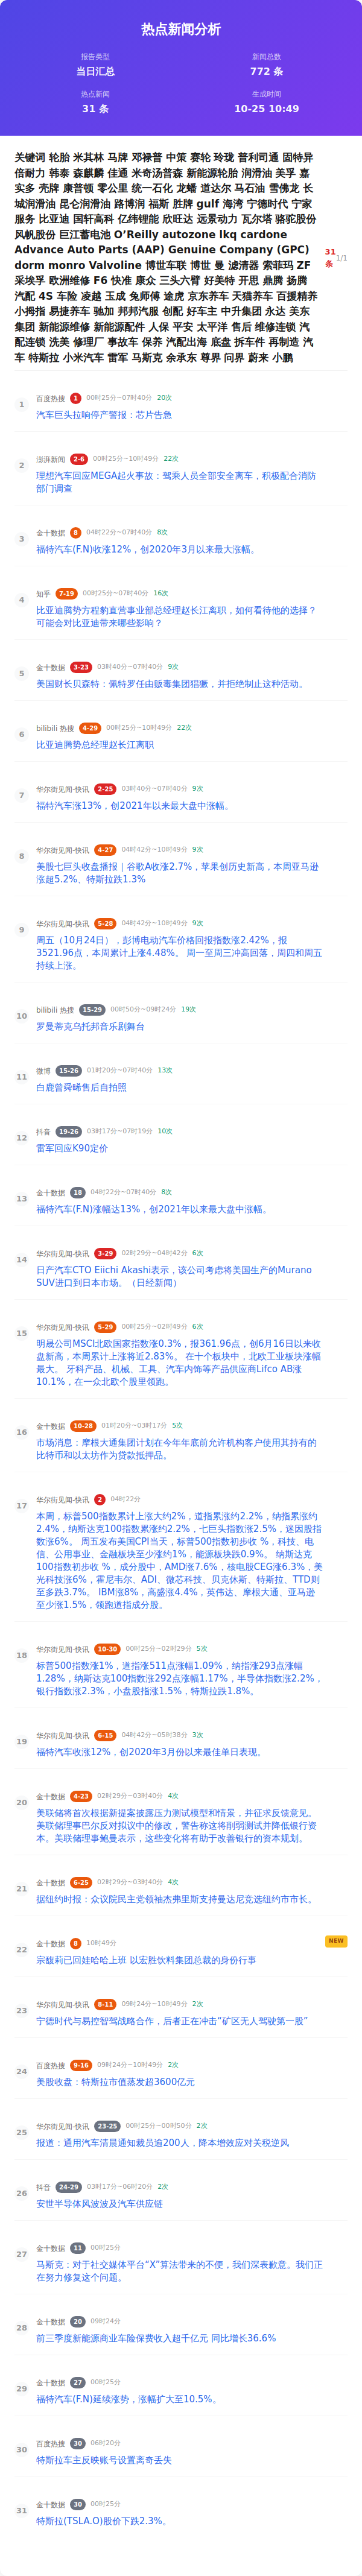 热点新闻分析
报告类型
当日汇总
新闻总数
772 条
热点新闻
31 条
生成时间
10-25 10:49
关键词 轮胎 米其林 马牌 邓禄普 中策 赛轮 玲珑 普利司通 固特异
倍耐力 韩泰 森麒麟 佳通 米奇汤普森 新能源轮胎 润滑油 美孚 嘉
实多 壳牌 康普顿 零公里 统一石化 龙蟠 道达尔 马石油 雪佛龙 长
城润滑油 昆仑润滑油 路博润 福斯 胜牌 gulf 海湾 宁德时代 宁家
服务 比亚迪 国轩高科 亿纬锂能 欣旺达 远景动力 瓦尔塔 骆驼股份
风帆股份 巨江蓄电池 O’Reilly autozone lkq cardone
Advance Auto Parts (AAP) Genuine Company (GPC)
dorm monro Valvoline 博世车联 博世 曼 滤清器 索菲玛 ZF
采埃孚 欧洲维修 F6 快准 康众 三头六臂 好美特 开思 鼎腾 扬腾
汽配 4S 车险 凌越 玉成 兔师傅 途虎 京东养车 天猫养车 百援精养
小拇指 易捷养车 驰加 邦邦汽服 创配 好车主 中升集团 永达 美东
集团 新能源维修 新能源配件 人保 平安 太平洋 售后 维修连锁 汽
配连锁 洗美 修理厂 事故车 保养 汽配出海 底盘 拆车件 再制造 汽
车 特斯拉 小米汽车 雷军 马斯克 余承东 尊界 问界 蔚来 小鹏
31
条
1/1
1
百度热搜 1 00时25分~07时40分 20次
汽车巨头拉响停产警报：芯片告急
2
澎湃新闻 2-6 00时25分~10时49分 22次
理想汽车回应MEGA起火事故：驾乘人员全部安全离车，积极配合消防
部门调查
3
金十数据 8 04时22分~07时40分 8次
福特汽车(F.N)收涨12%，创2020年3月以来最大涨幅。
4
知乎 7-19 00时25分~07时40分 16次
比亚迪腾势方程豹直营事业部总经理赵长江离职，如何看待他的选择？
可能会对比亚迪带来哪些影响？
5
金十数据 3-23 03时40分~07时40分 9次
美国财长贝森特：佩特罗任由贩毒集团猖獗，并拒绝制止这种活动。
6
bilibili 热搜 4-29 00时25分~10时49分 22次
比亚迪腾势总经理赵长江离职
7
华尔街见闻-快讯 2-25 03时40分~07时40分 9次
福特汽车涨13%，创2021年以来最大盘中涨幅。
8
华尔街见闻-快讯 4-27 04时42分~10时49分 9次
美股七巨头收盘播报｜谷歌A收涨2.7%，苹果创历史新高，本周亚马逊
涨超5.2%、特斯拉跌1.3%
9
华尔街见闻-快讯 5-28 04时42分~10时49分 9次
周五（10月24日），彭博电动汽车价格回报指数涨2.42%，报
3521.96点，本周累计上涨4.48%。 周一至周三冲高回落，周四和周五
持续上涨。
10
bilibili 热搜 15-29 00时50分~09时24分 19次
罗曼蒂克乌托邦音乐剧舞台
11
微博 15-26 01时20分~07时40分 13次
白鹿曾舜晞售后自拍照
12
抖音 19-26 03时17分~07时19分 10次
雷军回应K90定价
13
金十数据 18 04时22分~07时40分 8次
福特汽车(F.N)涨幅达13%，创2021年以来最大盘中涨幅。
14
华尔街见闻-快讯 3-29 02时29分~04时42分 6次
日产汽车CTO Eiichi Akashi表示，该公司考虑将美国生产的Murano
SUV进口到日本市场。（日经新闻）
15
华尔街见闻-快讯 5-29 00时25分~02时49分 6次
明晟公司MSCI北欧国家指数涨0.3%，报361.96点，创6月16日以来收
盘新高，本周累计上涨将近2.83%。 在十个板块中，北欧工业板块涨幅
最大。 牙科产品、机械、工具、汽车内饰等产品供应商Lifco AB涨
10.1%，在一众北欧个股里领跑。
16
金十数据 10-28 01时20分~03时17分 5次
市场消息：摩根大通集团计划在今年年底前允许机构客户使用其持有的
比特币和以太坊作为贷款抵押品。
17
华尔街见闻-快讯 2 04时22分
本周，标普500指数累计上涨大约2%，道指累涨约2.2%，纳指累涨约
2.4%，纳斯达克100指数累涨约2.2%，七巨头指数涨2.5%，迷因股指
数涨6%。 周五发布美国CPI当天，标普500指数初步收 %，科技、电
信、公用事业、金融板块至少涨约1%，能源板块跌0.9%。 纳斯达克
100指数初步收 %，成分股中，AMD涨7.6%，核电股CEG涨6.3%，美
光科技涨6%，霍尼韦尔、ADI、微芯科技、贝克休斯、特斯拉、TTD则
至多跌3.7%。 IBM涨8%，高盛涨4.4%，英伟达、摩根大通、亚马逊
至少涨1.5%，领跑道指成分股。
18
华尔街见闻-快讯 10-30 00时25分~02时29分 5次
标普500指数涨1%，道指涨511点涨幅1.09%，纳指涨293点涨幅
1.28%，纳斯达克100指数涨292点涨幅1.17%，半导体指数涨2.2%，
银行指数涨2.3%，小盘股指涨1.5%，特斯拉跌1.8%。
19
华尔街见闻-快讯 6-15 04时42分~05时38分 3次
福特汽车收涨12%，创2020年3月份以来最佳单日表现。
20
金十数据 4-23 02时29分~03时40分 4次
美联储将首次根据新提案披露压力测试模型和情景，并征求反馈意见。
美联储理事巴尔反对拟议中的修改，警告称这将削弱测试并降低银行资
本。美联储理事鲍曼表示，这些变化将有助于改善银行的资本规划。
21
金十数据 6-25 02时29分~03时40分 4次
据纽约时报：众议院民主党领袖杰弗里斯支持曼达尼竞选纽约市市长。
22
金十数据 8 10时49分
NEW
宗馥莉已回娃哈哈上班 以宏胜饮料集团总裁的身份行事
23
华尔街见闻-快讯 8-11 09时24分~10时49分 2次
宁德时代与易控智驾战略合作，后者正在冲击“矿区无人驾驶第一股”
24
百度热搜 9-16 09时24分~10时49分 2次
美股收盘：特斯拉市值蒸发超3600亿元
25
华尔街见闻-快讯 23-25 00时25分~00时50分 2次
报道：通用汽车清晨通知裁员逾200人，降本增效应对关税逆风
26
抖音 24-29 03时17分~06时20分 2次
安世半导体风波波及汽车供应链
27
金十数据 11 00时25分
马斯克：对于社交媒体平台“X”算法带来的不便，我们深表歉意。我们正
在努力修复这个问题。
28
金十数据 20 09时24分
前三季度新能源商业车险保费收入超千亿元 同比增长36.6%
29
金十数据 27 00时25分
福特汽车(F.N)延续涨势，涨幅扩大至10.5%。
30
百度热搜 30 06时20分
特斯拉车主反映账号设置离奇丢失
31
金十数据 30 00时25分
特斯拉(TSLA.O)股价下跌2.3%。